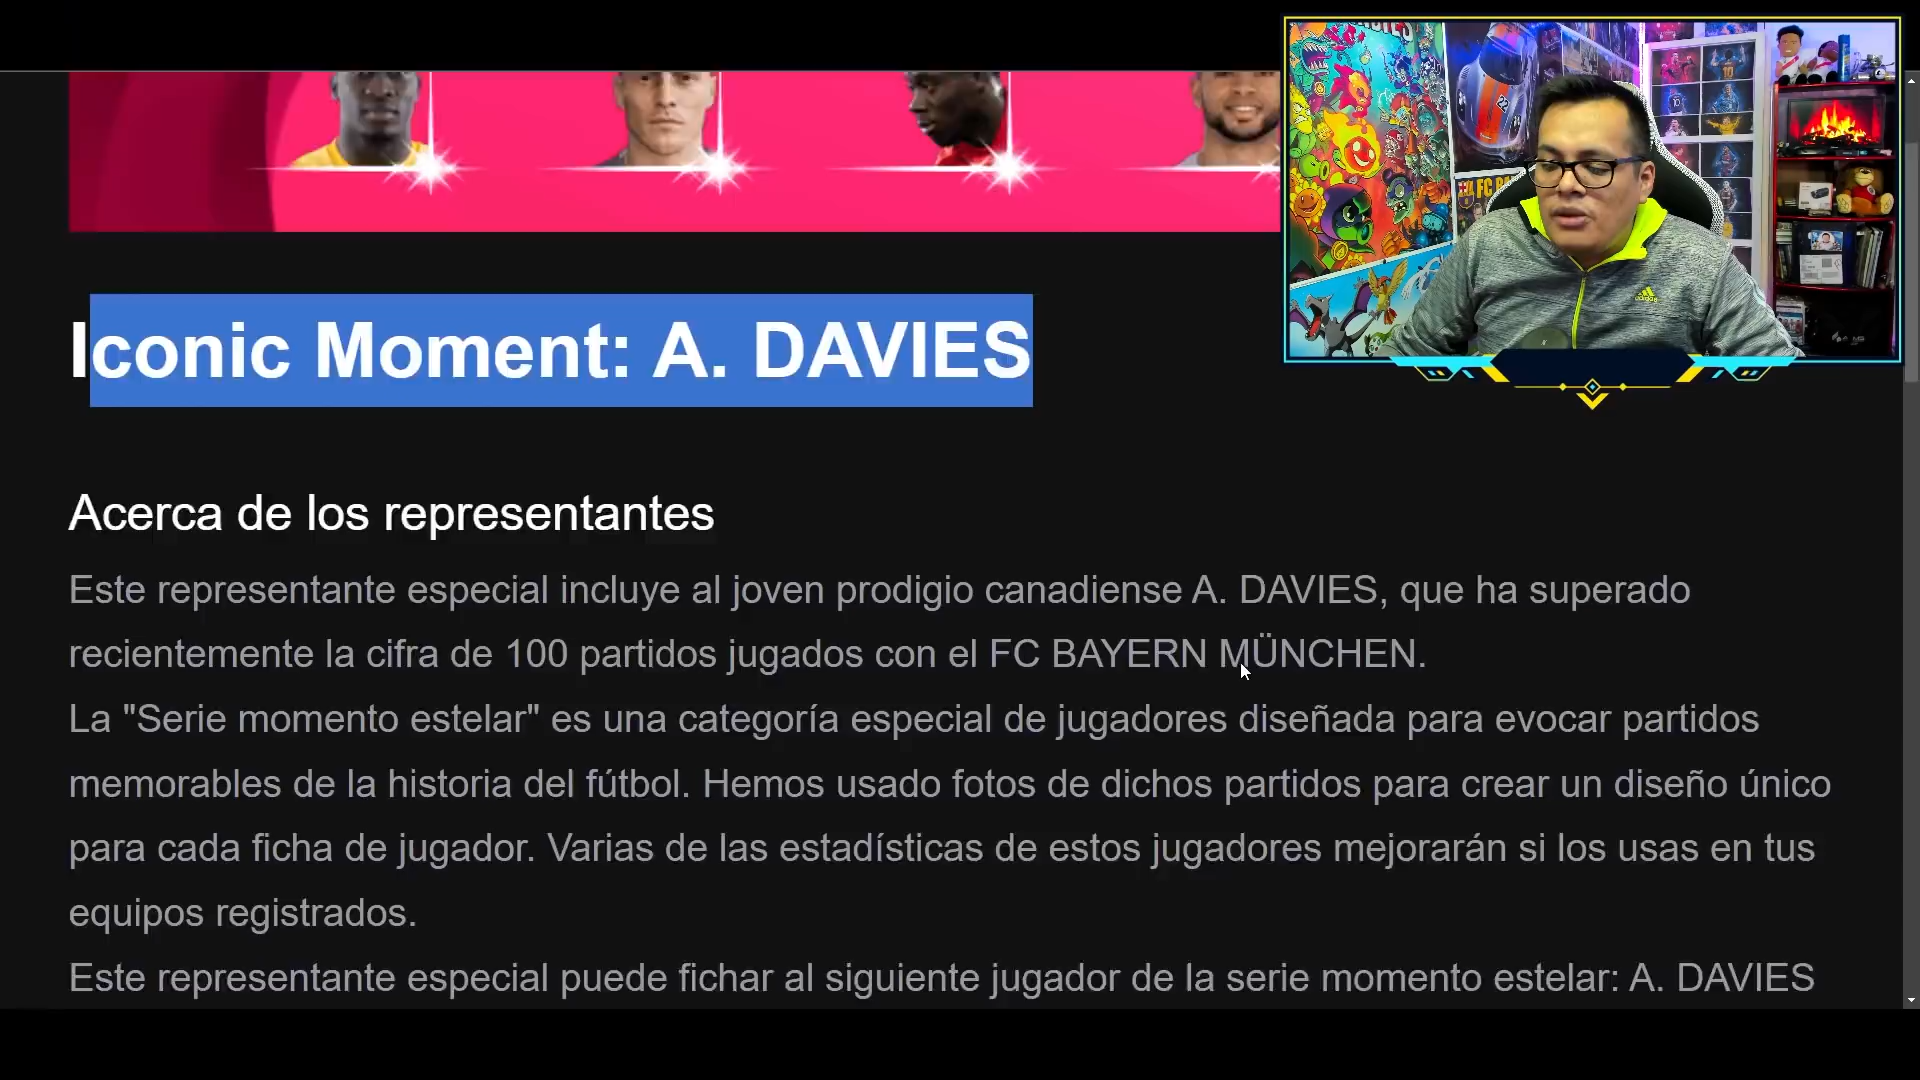 Iconic Moment: A. DAVIES
Acerca de los representantes
Este representante especial incluye al joven prodigio canadiense A. DAVIES, que ha superado
recientemente la cifra de 100 partidos jugados con el FC BAYERN MÜNCHEN.
La "Serie momento estelar" es una categoría especial de jugadores diseñada para evocar partidos
memorables de la historia del fútbol. Hemos usado fotos de dichos partidos para crear un diseño único
para cada ficha de jugador. Varias de las estadísticas de estos jugadores mejorarán si los usas en tus
equipos registrados.
Este representante especial puede fichar al siguiente jugador de la serie momento estelar: A. DAVIES
adidas